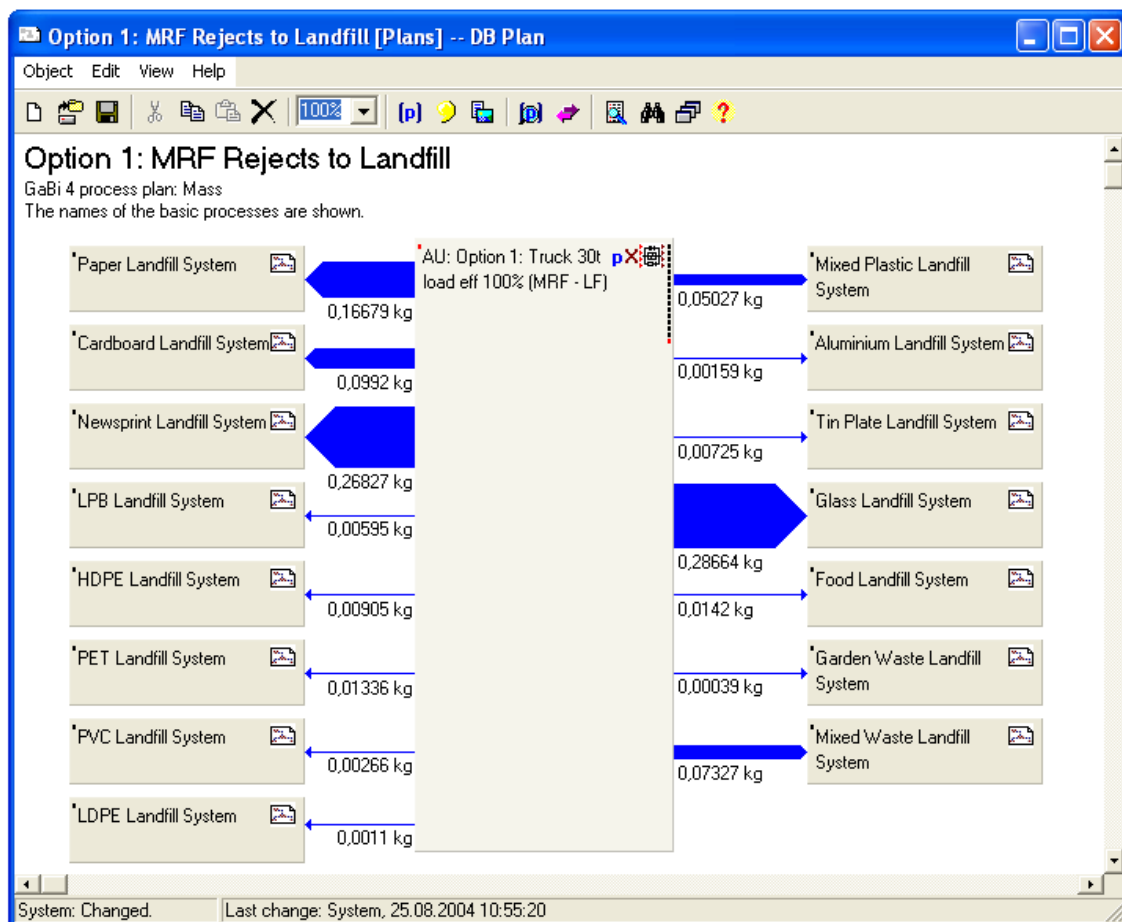 Option 1: MRF Rejects to Landfill [Plans] -- DB Plan
Object Edit View Help
100% (p) (p) ?
Option 1: MRF Rejects to Landfill
GaBi 4 process plan: Mass
The names of the basic processes are shown.
Paper Landfill System
0,16679 kg
Cardboard Landfill System
0,0992 kg
Newsprint Landfill System
0,26827 kg
LPB Landfill System
0,00595 kg
HDPE Landfill System
0,00905 kg
PET Landfill System
0,01336 kg
PVC Landfill System
0,00266 kg
LDPE Landfill System
0,0011 kg
AU: Option 1: Truck 30t pX
load eff 100% (MRF - LF)
Mixed Plastic Landfill
System
0,05027 kg
Aluminium Landfill System
0,00159 kg
Tin Plate Landfill System
0,00725 kg
Glass Landfill System
0,28664 kg
Food Landfill System
0,0142 kg
Garden Waste Landfill
System
0,00039 kg
Mixed Waste Landfill
System
0,07327 kg
System: Changed. Last change: System, 25.08.2004 10:55:20